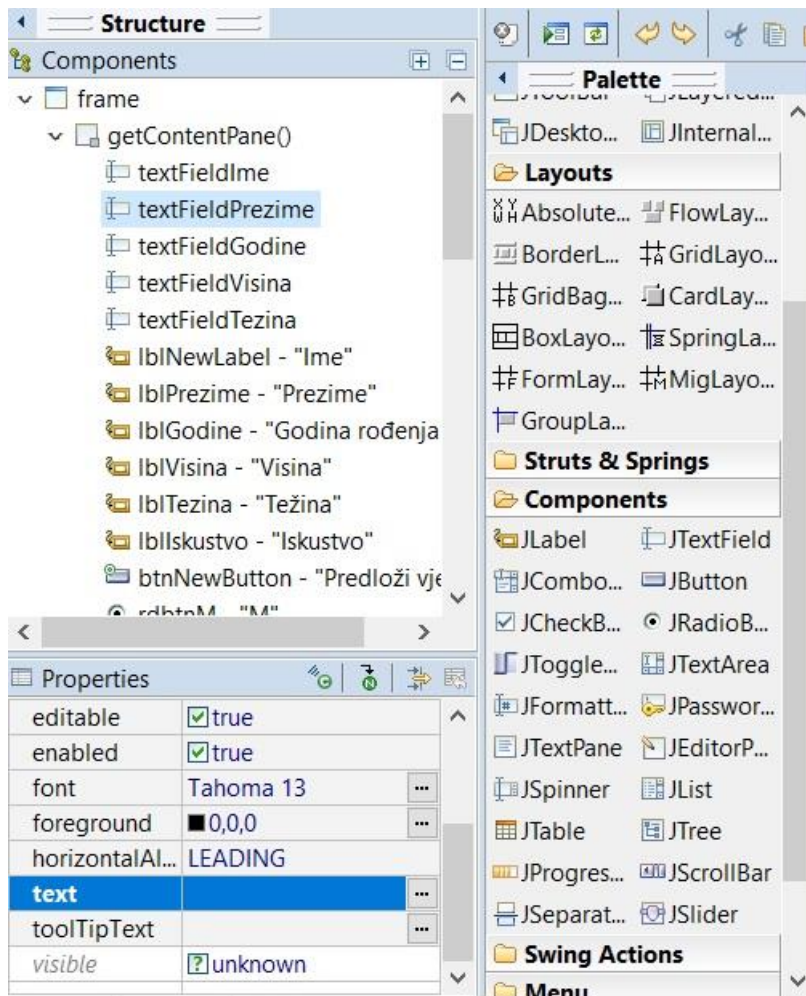 Structure
Components
frame
getContentPane()
textFieldIme
textFieldPrezime
textFieldGodine
textFieldVisina
textFieldTezina
lblNewLabel - "Ime"
lblPrezime - "Prezime"
lblGodine - "Godina rođenja
lblVisina - "Visina"
lblTezina - "Težina"
lblIskustvo - "Iskustvo"
btnNewButton - "Predloži vje
rdbtnM - "M"
Properties
editable true
enabled true
font Tahoma 13 ...
foreground 0,0,0 ...
horizontalAl... LEADING
text ...
toolTipText ...
visible unknown
Palette
JToolBar JLayered...
JDeskto... JInternal...
Layouts
Absolute... FlowLay...
BorderL... GridLayo...
GridBag... CardLay...
BoxLayo... SpringLa...
FormLay... MigLayo...
GroupLa...
Struts & Springs
Components
JLabel JTextField
JCombo... JButton
JCheckB... JRadioB...
JToggle... JTextArea
JFormatt... JPasswor...
JTextPane JEditorP...
JSpinner JList
JTable JTree
JProgres... JScrollBar
JSeparat... JSlider
Swing Actions
Menu